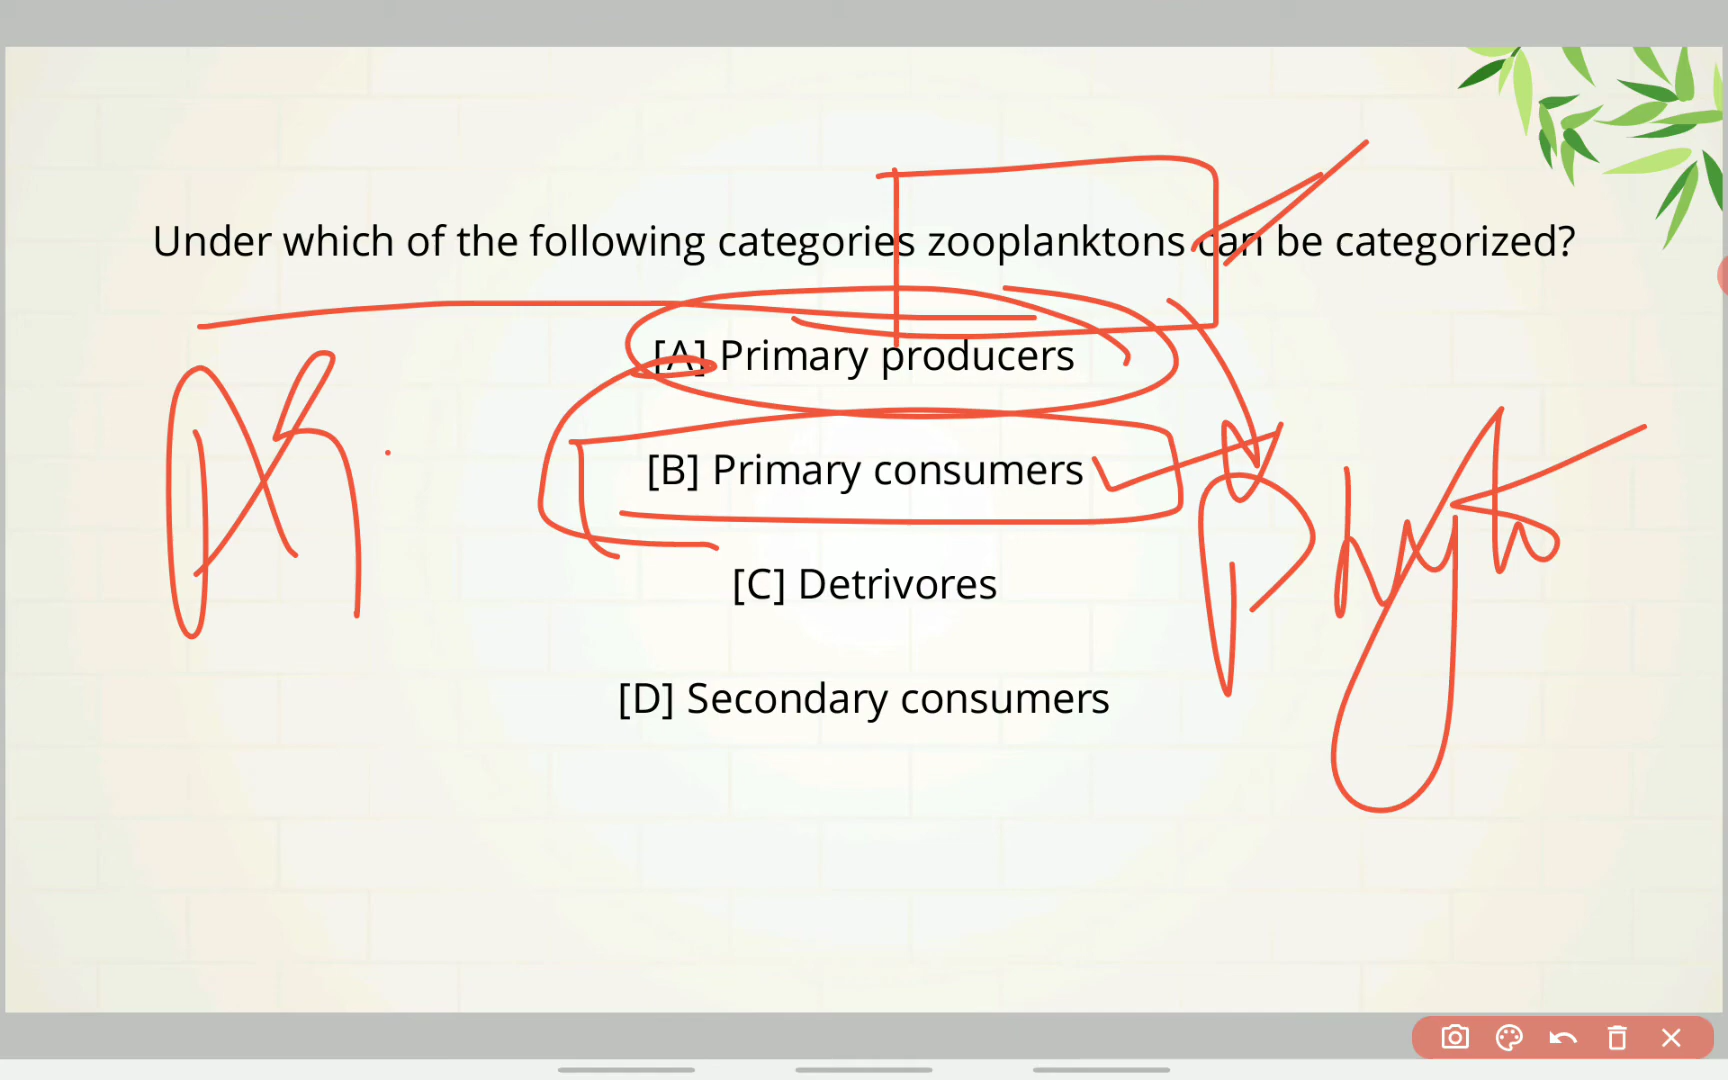 Under which of the following categories zooplanktons can be categorized?
[A] Primary producers
[B] Primary consumers
[C] Detrivores
[D] Secondary consumers